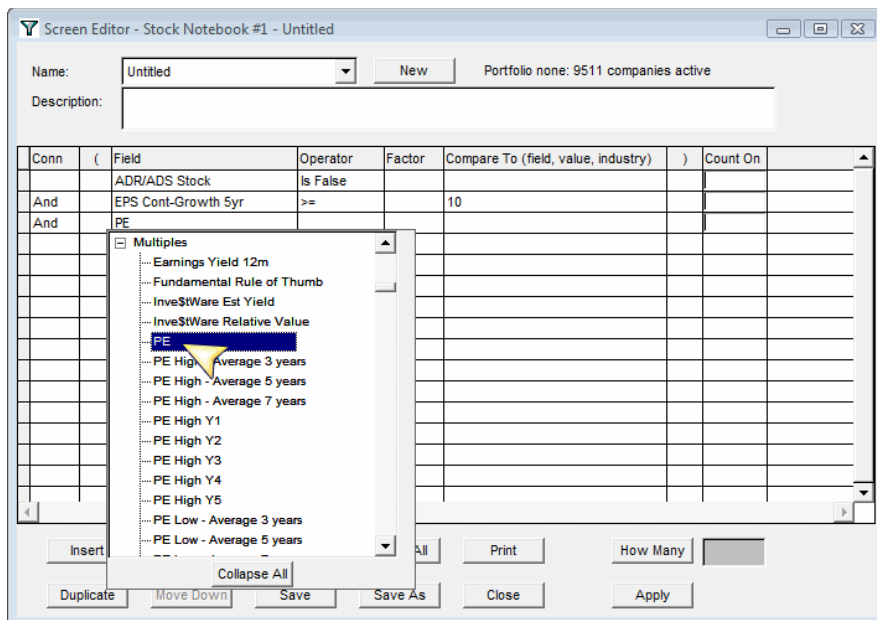 Screen Editor - Stock Notebook #1 - Untitled
Name: Untitled New Portfolio none: 9511 companies active
Description:
Conn ( Field Operator Factor Compare To (field, value, industry) ) Count On
ADR/ADS Stock Is False
And EPS Cont-Growth 5yr >= 10
And PE
Multiples
Earnings Yield 12m
Fundamental Rule of Thumb
Inve$tWare Est Yield
Inve$tWare Relative Value
PE
PE High - Average 3 years
PE High - Average 5 years
PE High - Average 7 years
PE High Y1
PE High Y2
PE High Y3
PE High Y4
PE High Y5
PE Low - Average 3 years
PE Low - Average 5 years
Insert All Print How Many
Collapse All
Duplicate Move Down Save Save As Close Apply